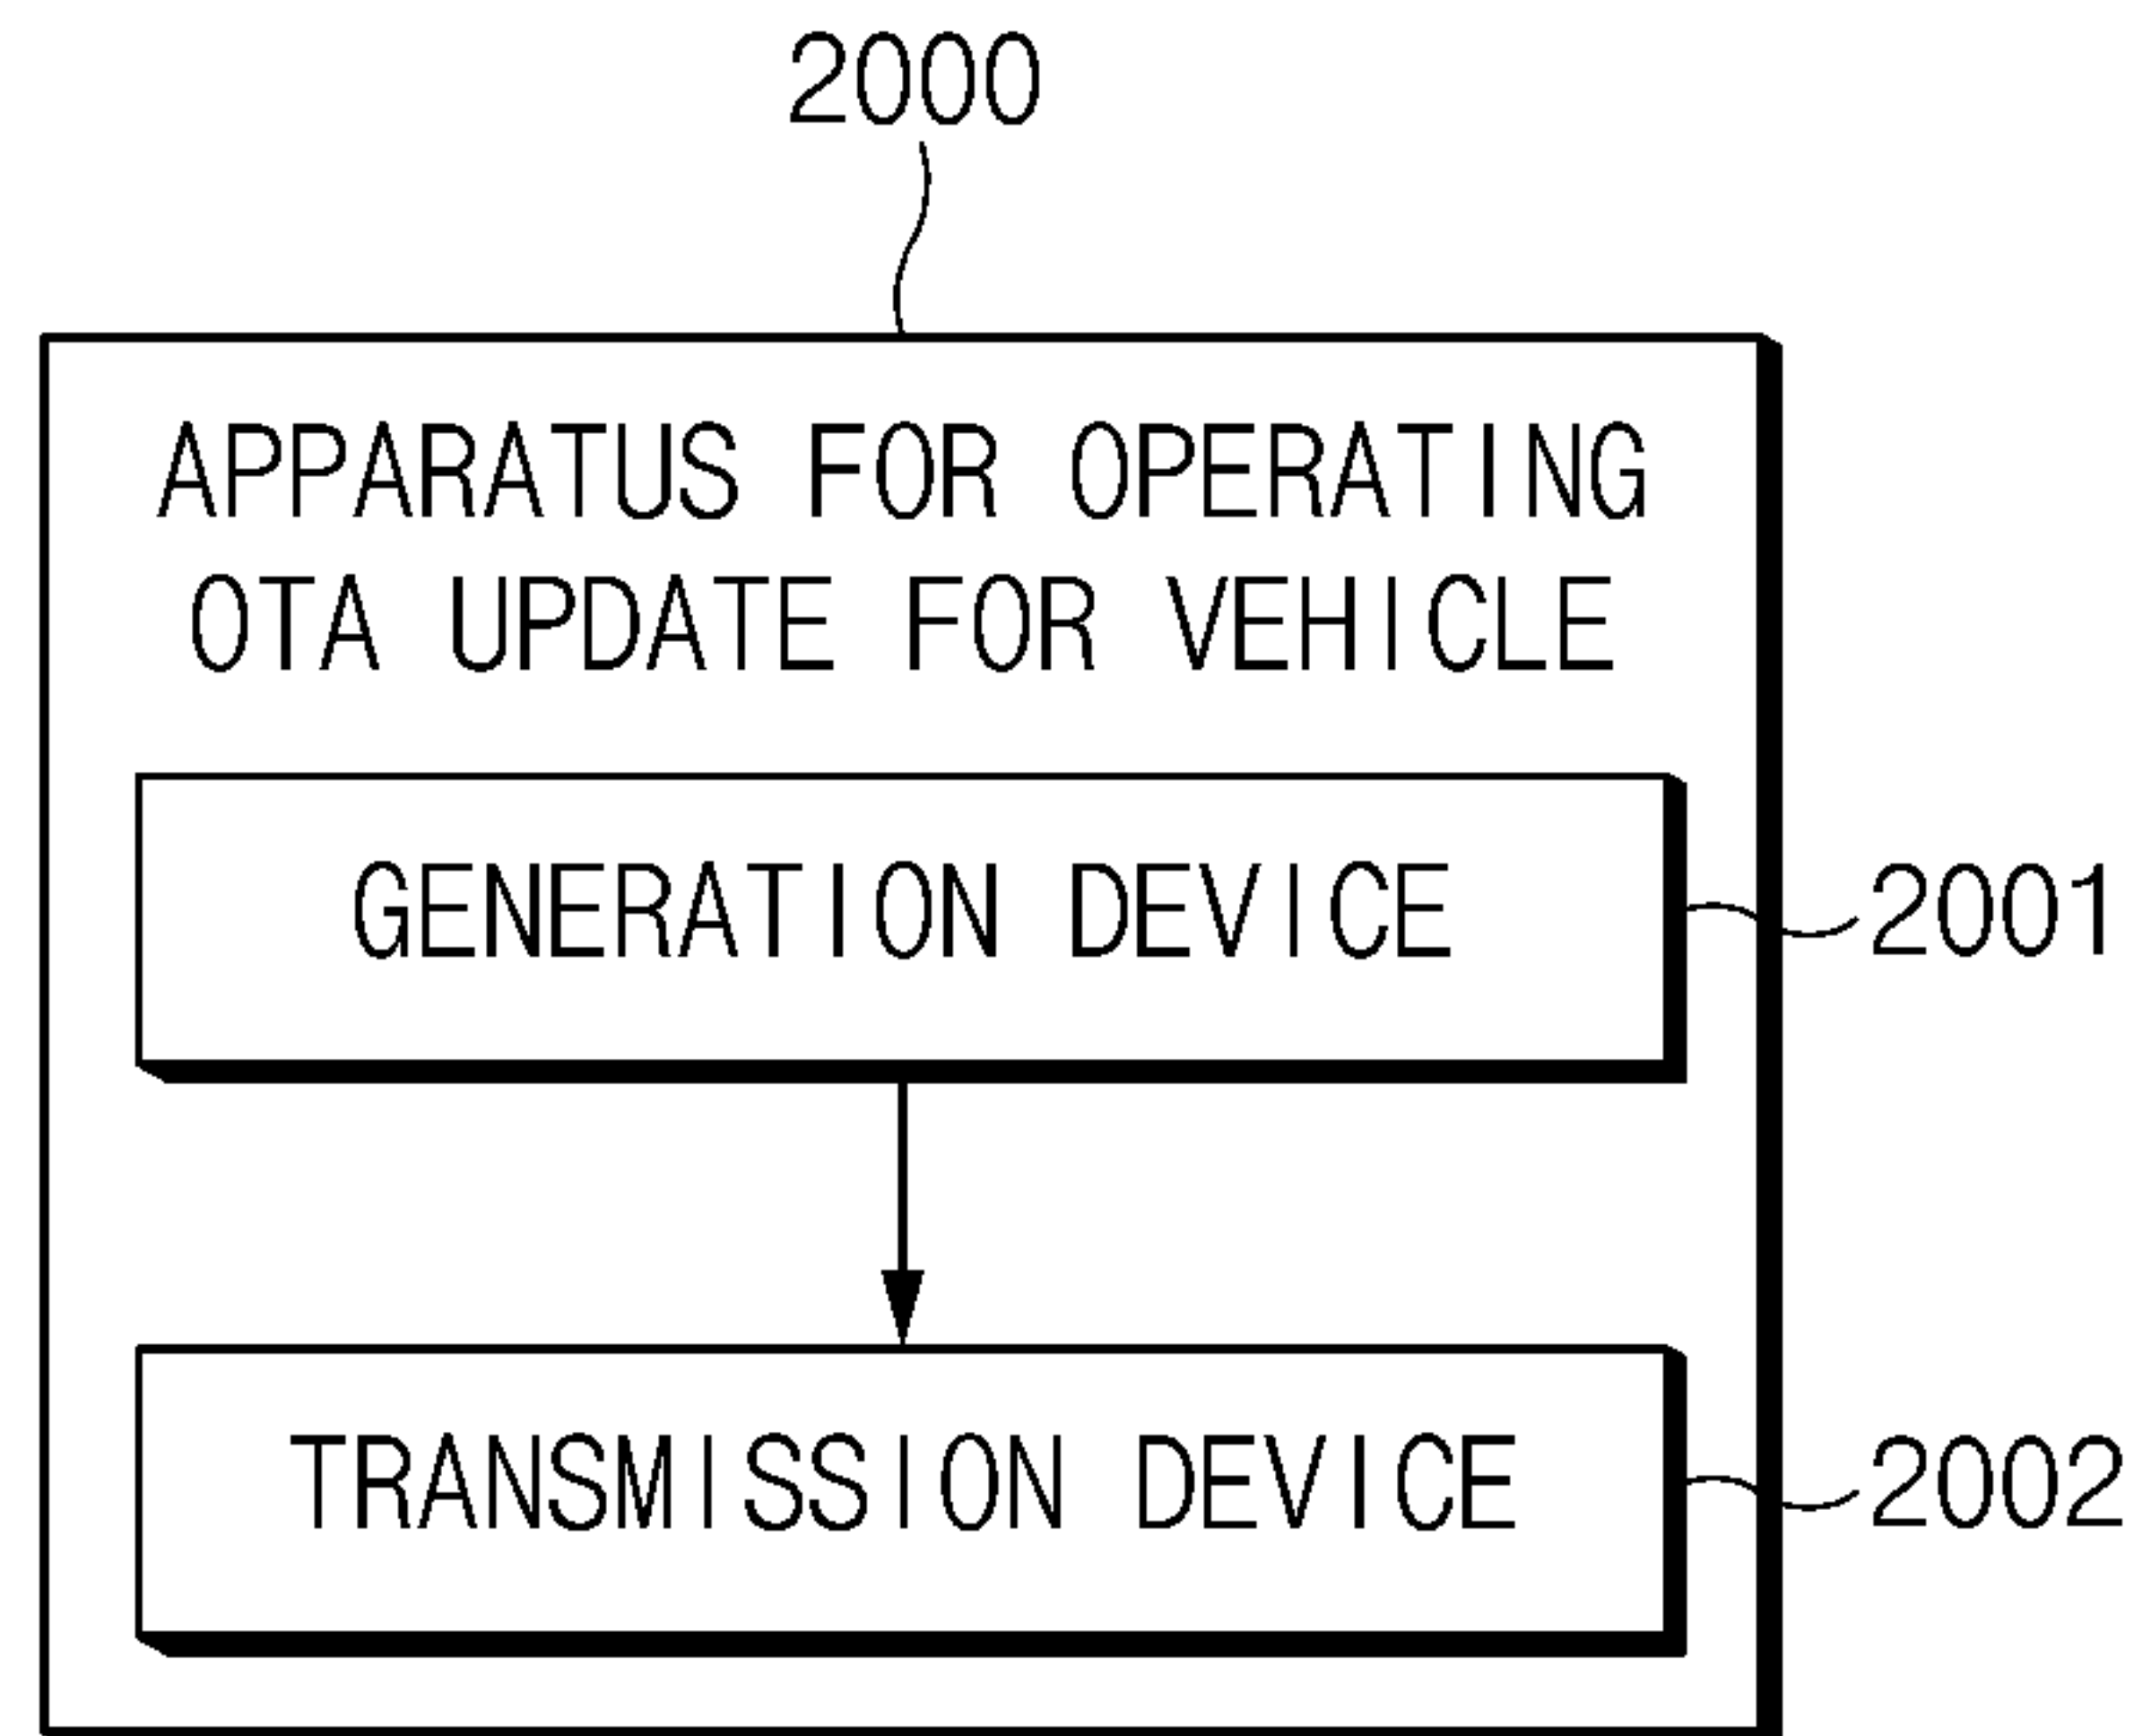 2000
APPARATUS FOR OPERATING
OTA UPDATE FOR VEHICLE
GENERATION DEVICE
2001
TRANSMISSION DEVICE
2002